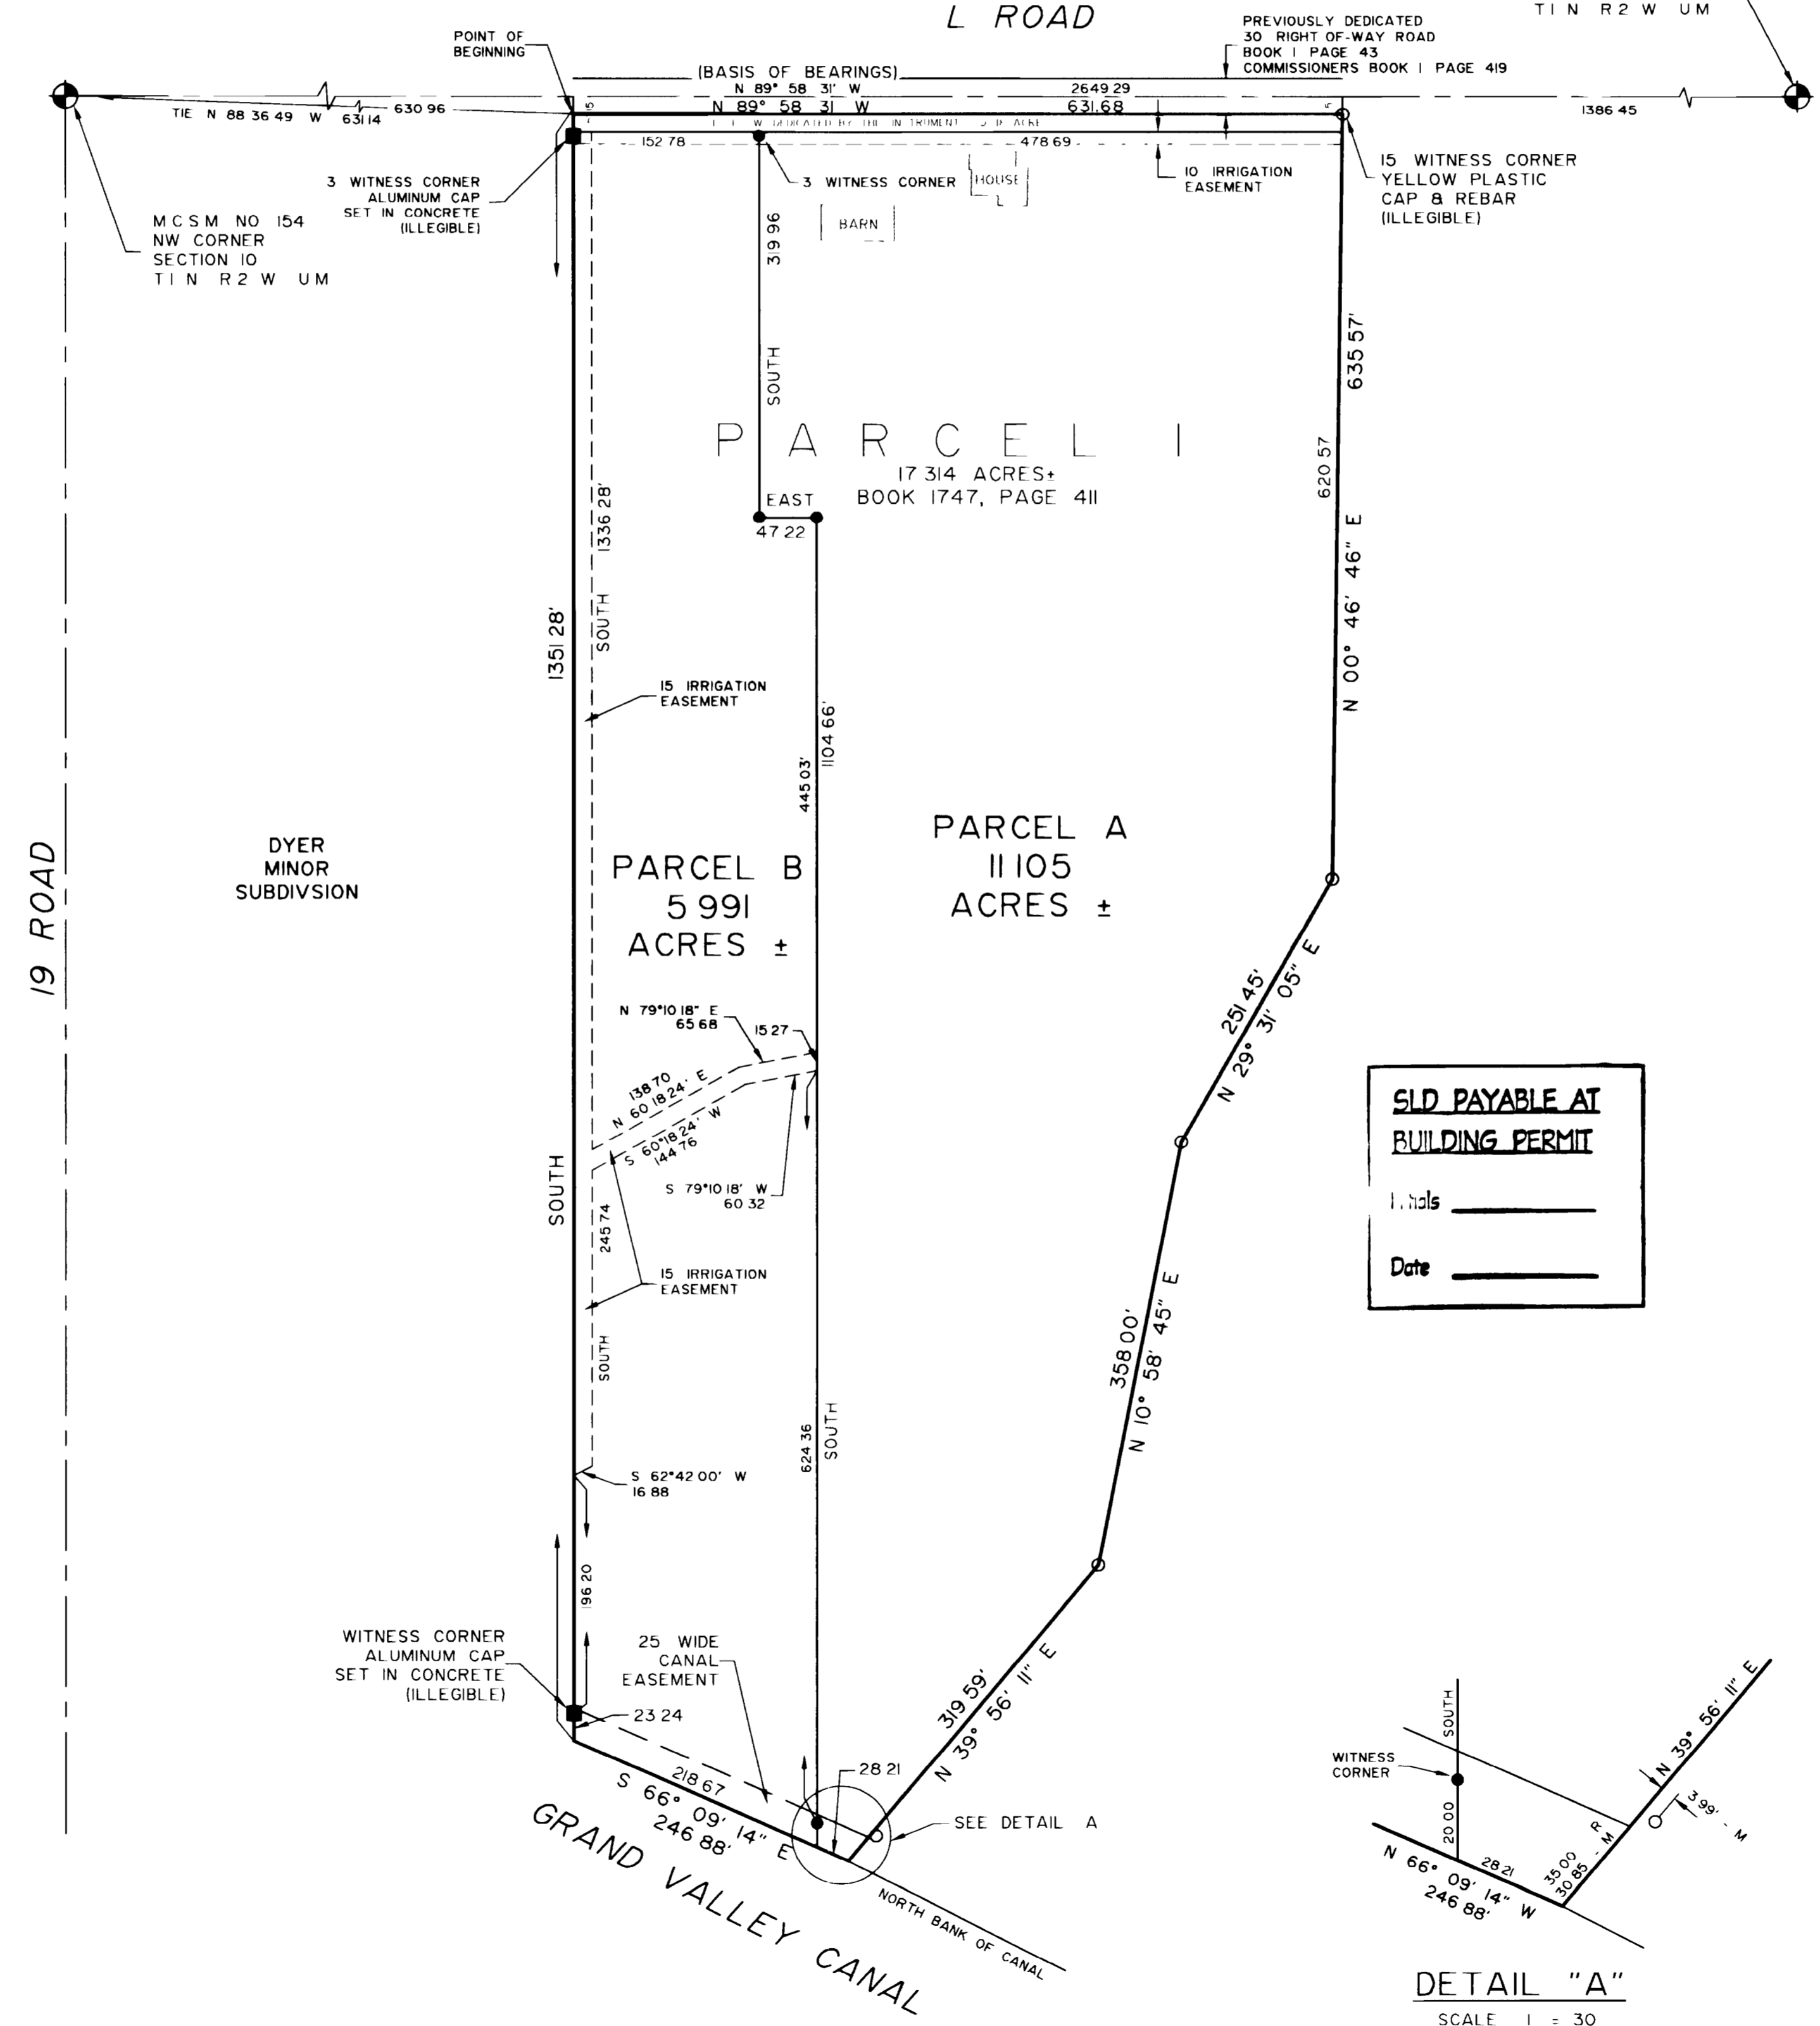 L ROAD
T I N R 2 W U M
POINT OF
BEGINNING
PREVIOUSLY DEDICATED
30 RIGHT OF-WAY ROAD
BOOK I PAGE 43
COMMISSIONERS BOOK I PAGE 419
(BASIS OF BEARINGS)
N 89° 58 31' W 2649 29
TIE N 88 36 49 W 631 14
630 96
15
N 89° 58 31 W 631.68
1386 45
W DEDICATED BY THE ACRE
152 78
478 69
3 WITNESS CORNER
ALUMINUM CAP
SET IN CONCRETE
(ILLEGIBLE)
3 WITNESS CORNER
HOUSE
BARN
10 IRRIGATION
EASEMENT
15 WITNESS CORNER
YELLOW PLASTIC
CAP & REBAR
(ILLEGIBLE)
M C S M NO 154
NW CORNER
SECTION 10
T I N R 2 W U M
319 96
SOUTH
635 57'
620 57
N 00° 46' 46" E
PARCEL I
17 314 ACRES±
BOOK 1747, PAGE 411
EAST
47 22
1336 28'
SOUTH
1351 28'
SOUTH
15 IRRIGATION
EASEMENT
1104 66'
445 03'
19 ROAD
DYER
MINOR
SUBDIVSION
PARCEL B
5 991
ACRES ±
PARCEL A
11 105
ACRES ±
251 45'
N 29° 31' 05" E
N 79°10 18" E
65 68
15 27
138 70
N 60 18 24' E
S 60°18 24' W
144 76
S 79°10 18' W
60 32
245 74
SOUTH
15 IRRIGATION
EASEMENT
SLD PAYABLE AT
BUILDING PERMIT
Date
358 00'
N 10° 58' 45" E
624 36
SOUTH
S 62°42 00' W
16 88
196 20
WITNESS CORNER
ALUMINUM CAP
SET IN CONCRETE
(ILLEGIBLE)
25 WIDE
CANAL
EASEMENT
23 24
319 59'
N 39° 56' 11" E
28 21
218 67
S 66° 09' 14" E
246 88'
SEE DETAIL A
GRAND VALLEY CANAL
NORTH BANK OF CANAL
SOUTH
WITNESS
CORNER
20 00
N 39° 56' 11" E
3 99' - M
28 21
35 00 R
30 85 - M
N 66° 09' 14" W
246 88'
DETAIL "A"
SCALE I = 30